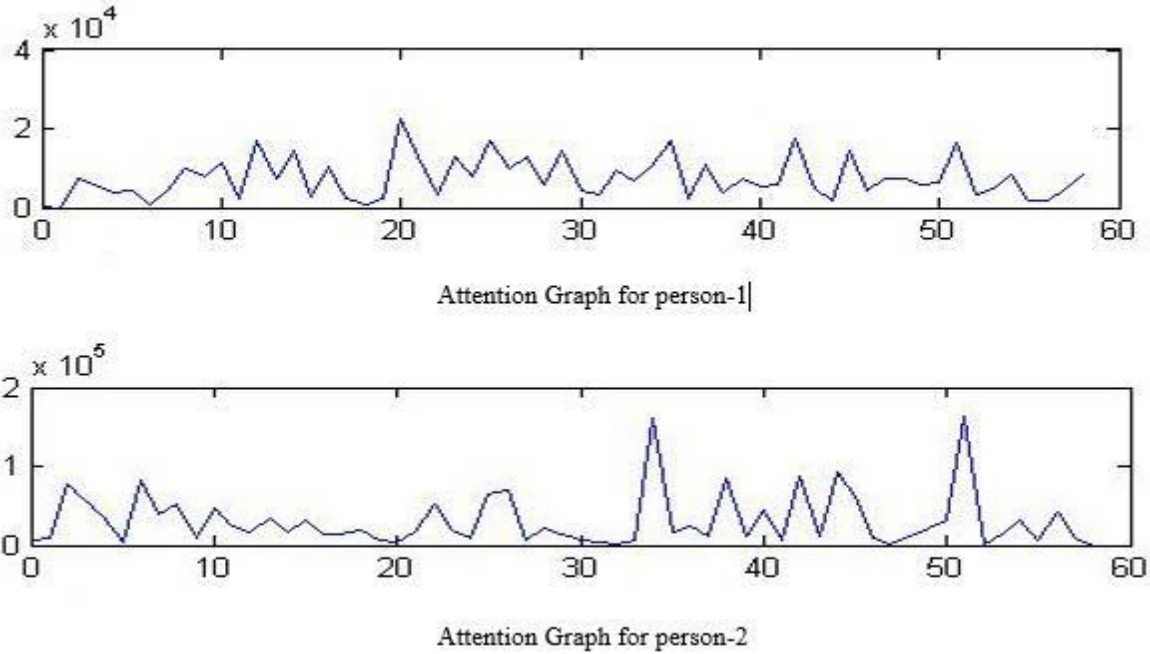 x 10^4
4
2
0
0 10 20 30 40 50 60
Attention Graph for person-1
x 10^5
2
1
0
0 10 20 30 40 50 60
Attention Graph for person-2